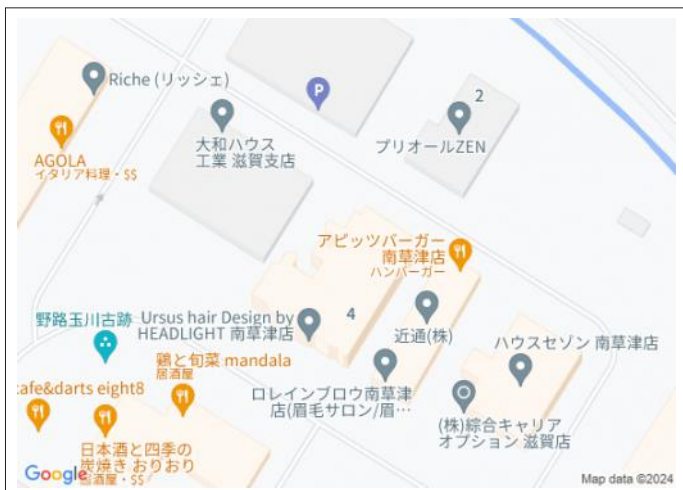 Riche (リッシェ)
P
2
大和ハウス
工業 滋賀支店
プリオールZEN
AGOLA
イタリア料理・$$
アビッツバーガー
南草津店
ハンバーガー
野路玉川古跡
Ursus hair Design by
HEADLIGHT 南草津店
4
近通(株)
ハウスセゾン 南草津店
鶏と旬菜 mandala
居酒屋
cafe&darts eight8
ロレインブロウ南草津
店(眉毛サロン/眉…
(株)綜合キャリア
オプション 滋賀店
日本酒と四季の
炭焼き おりおり
居酒屋・$$
Google
Map data ©2024